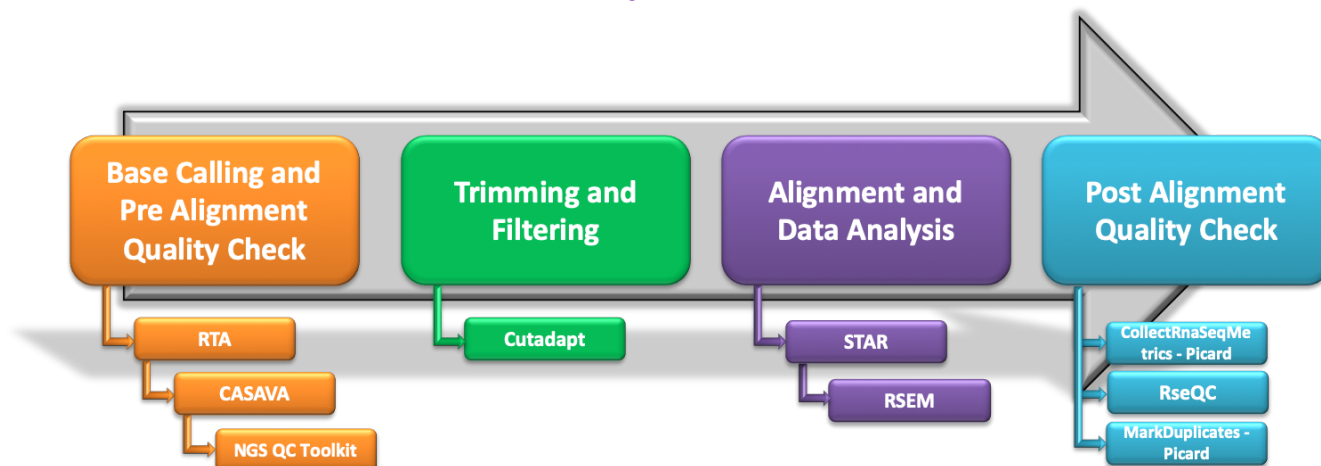 Base Calling and
Pre Alignment
Quality Check
Trimming and
Filtering
Alignment and
Data Analysis
Post Alignment
Quality Check
RTA
CASAVA
NGS QC Toolkit
Cutadapt
STAR
RSEM
CollectRnaSeqMe
trics - Picard
RseQC
MarkDuplicates -
Picard